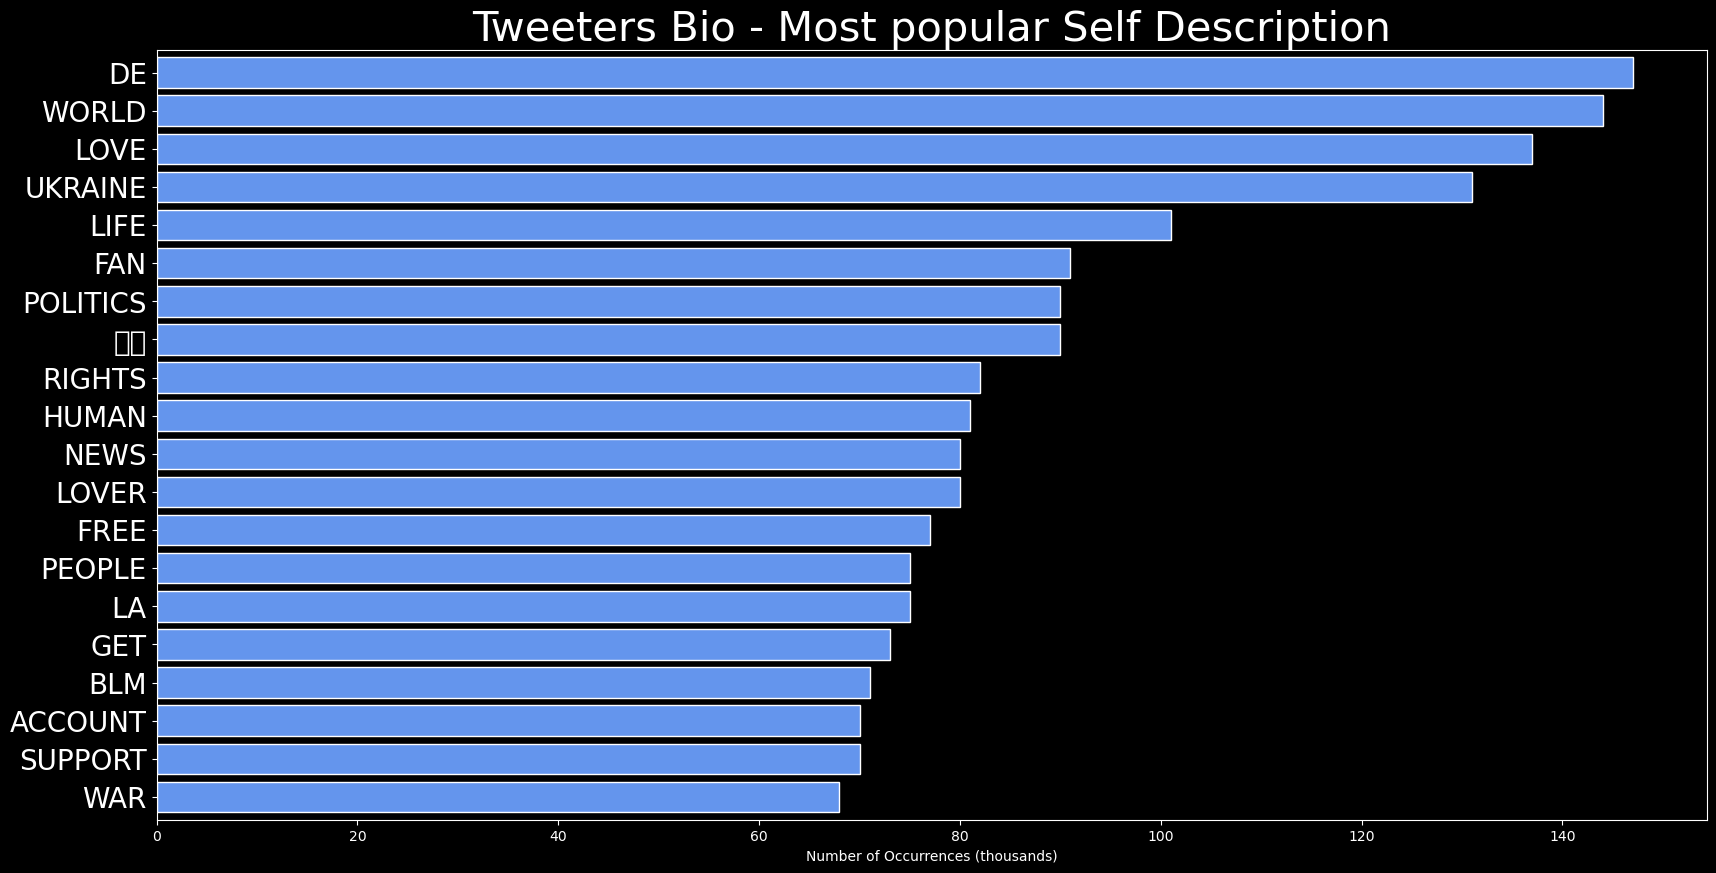 Tweeters Bio - Most popular Self Description
DE
WORLD
LOVE
UKRAINE
LIFE
FAN
POLITICS
RIGHTS
HUMAN
NEWS
LOVER
FREE
PEOPLE
LA
GET
BLM
ACCOUNT
SUPPORT
WAR
0 20 40 60 80 100 120 140
Number of Occurrences (thousands)